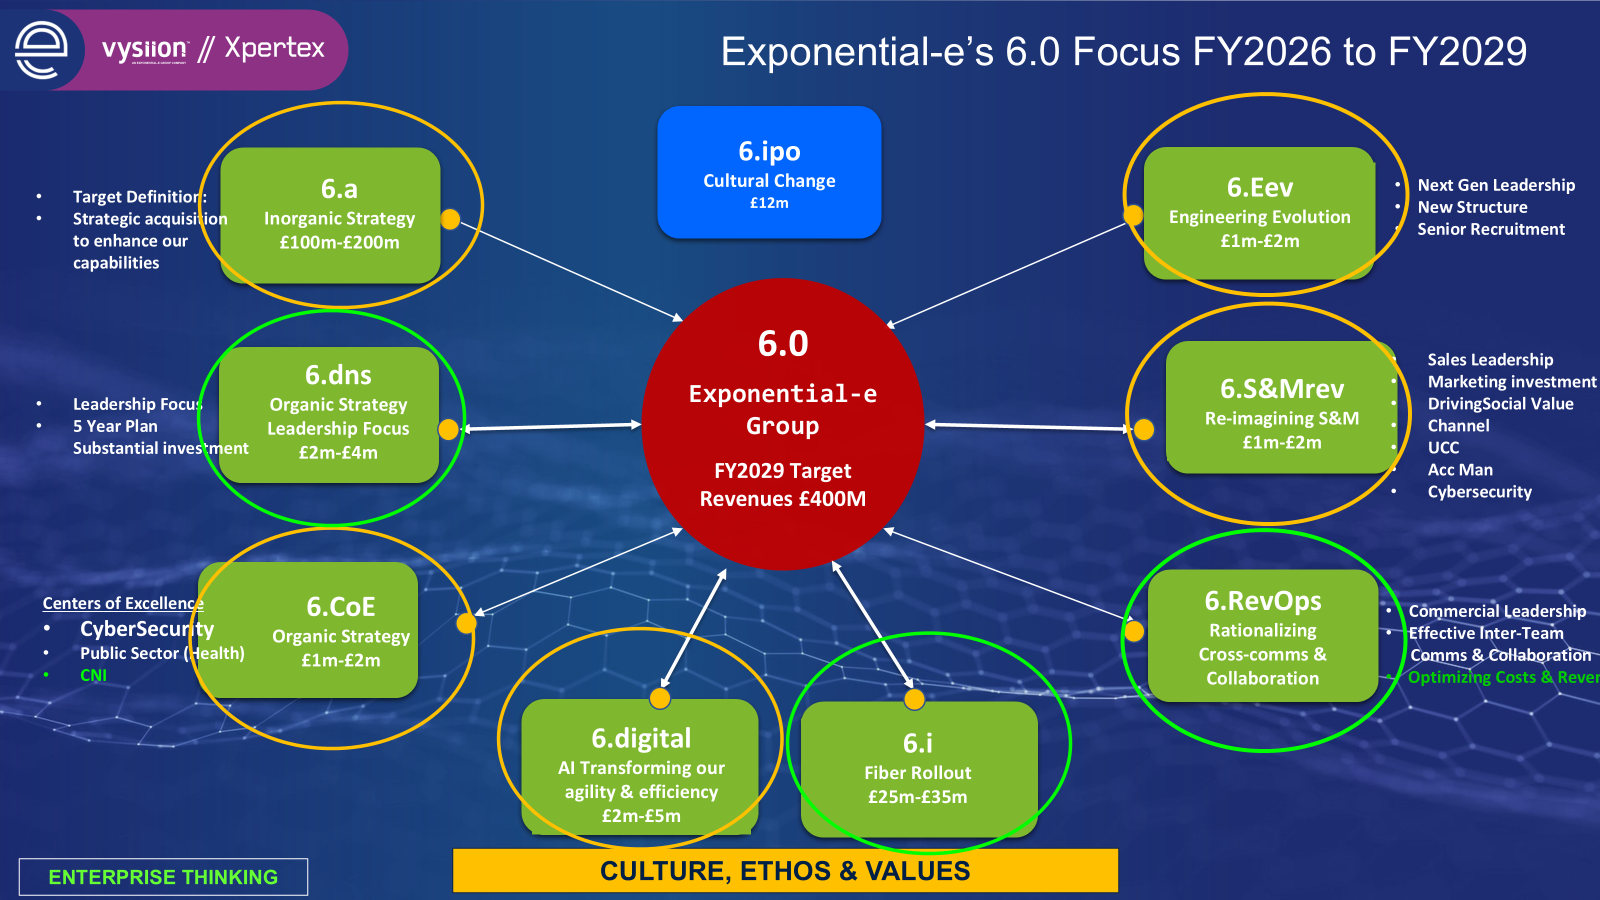 vysiion // Xpertex
AN EXPONENTIAL-E GROUP COMPANY
Exponential-e's 6.0 Focus FY2026 to FY2029
6.ipo
Cultural Change
£12m
• Target Definition:
• Strategic acquisition
to enhance our
capabilities
6.a
Inorganic Strategy
£100m-£200m
6.Eev
Engineering Evolution
£1m-£2m
• Next Gen Leadership
• New Structure
• Senior Recruitment
6.0
Exponential-e
Group
FY2029 Target
Revenues £400M
• Leadership Focus
• 5 Year Plan
Substantial investment
6.dns
Organic Strategy
Leadership Focus
£2m-£4m
6.S&Mrev
Re-imagining S&M
£1m-£2m
• Sales Leadership
• Marketing investment
• DrivingSocial Value
• Channel
• UCC
• Acc Man
• Cybersecurity
Centers of Excellence
• CyberSecurity
• Public Sector (Health)
• CNI
6.CoE
Organic Strategy
£1m-£2m
6.RevOps
Rationalizing
Cross-comms &
Collaboration
• Commercial Leadership
• Effective Inter-Team
Comms & Collaboration
• Optimizing Costs & Rever
6.digital
AI Transforming our
agility & efficiency
£2m-£5m
6.i
Fiber Rollout
£25m-£35m
ENTERPRISE THINKING
CULTURE, ETHOS & VALUES